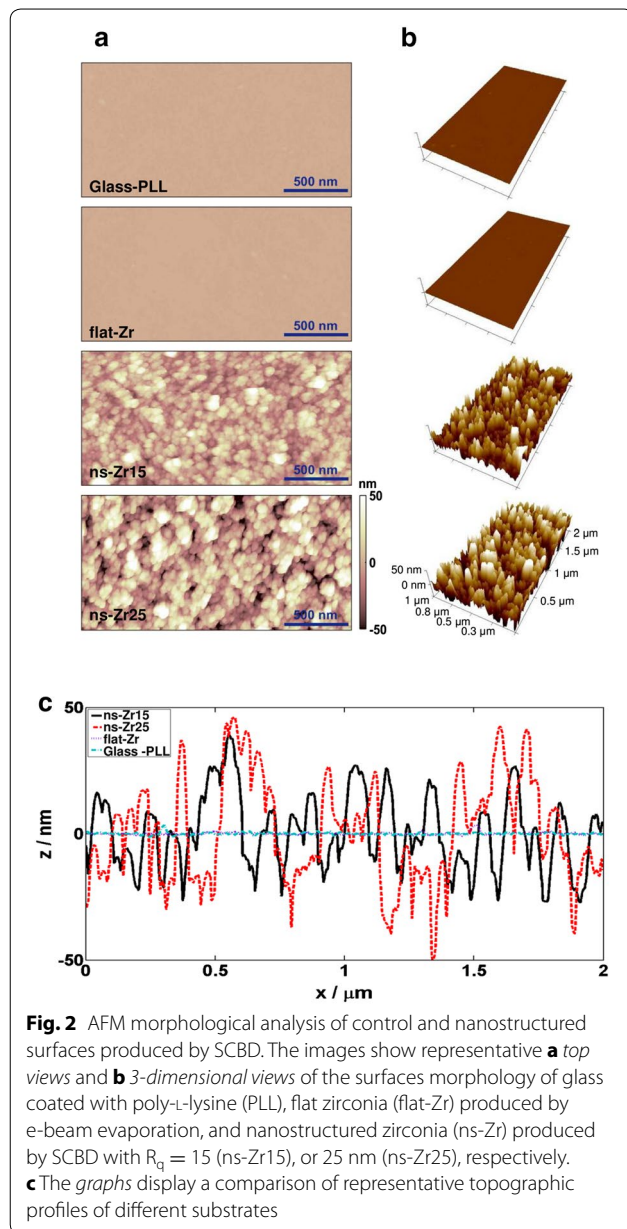 a
b
Glass-PLL
500 nm
flat-Zr
500 nm
ns-Zr15
500 nm
nm
50
0
-50
ns-Zr25
500 nm
50 nm
0 nm
1 μm
0.8 μm
0.5 μm
0.3 μm
2 μm
1.5 μm
1 μm
0.5 μm
c
50
0
-50
z / nm
ns-Zr15
ns-Zr25
flat-Zr
Glass -PLL
0
0.5
1
1.5
2
x / μm
Fig. 2 AFM morphological analysis of control and nanostructured
surfaces produced by SCBD. The images show representative a top
views and b 3-dimensional views of the surfaces morphology of glass
coated with poly-L-lysine (PLL), flat zirconia (flat-Zr) produced by
e-beam evaporation, and nanostructured zirconia (ns-Zr) produced
by SCBD with Rq = 15 (ns-Zr15), or 25 nm (ns-Zr25), respectively.
c The graphs display a comparison of representative topographic
profiles of different substrates